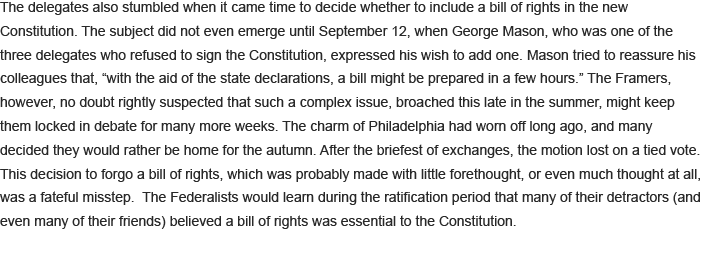 The delegates also stumbled when it came time to decide whether to include a bill of rights in the new
Constitution. The subject did not even emerge until September 12, when George Mason, who was one of the
three delegates who refused to sign the Constitution, expressed his wish to add one. Mason tried to reassure his
colleagues that, “with the aid of the state declarations, a bill might be prepared in a few hours.” The Framers,
however, no doubt rightly suspected that such a complex issue, broached this late in the summer, might keep
them locked in debate for many more weeks. The charm of Philadelphia had worn off long ago, and many
decided they would rather be home for the autumn. After the briefest of exchanges, the motion lost on a tied vote.
This decision to forgo a bill of rights, which was probably made with little forethought, or even much thought at all,
was a fateful misstep.  The Federalists would learn during the ratification period that many of their detractors (and
even many of their friends) believed a bill of rights was essential to the Constitution.